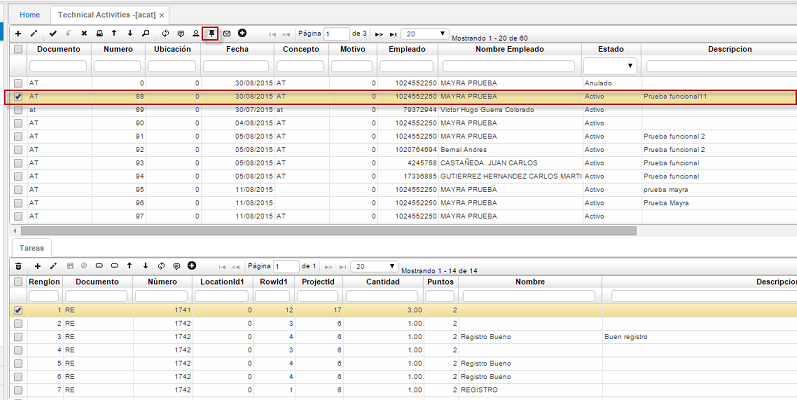 Home Technical Activities -[acat] x
Página 1 de 3 20 Mostrando 1 - 20 de 60
Documento Numero Ubicación Fecha Concepto Motivo Empleado Nombre Empleado Estado Descripcion
AT 0 0 30/08/2015 AT 0 1024552250 MAYRA PRUEBA Anulado
AT 88 0 30/08/2015 AT 0 1024552250 MAYRA PRUEBA Activo Prueba funcional11
at 89 0 30/07/2015 at 0 79372944 Victor Hugo Guerra Colorado Activo
AT 90 0 04/08/2015 AT 0 1024552250 MAYRA PRUEBA Activo
AT 91 0 05/08/2015 AT 0 1024552250 MAYRA PRUEBA Activo Prueba funcional 2
AT 92 0 05/08/2015 AT 0 1020764694 Bernal Andres Activo Prueba funcional 2
AT 93 0 05/08/2015 AT 0 4245758 CASTAÑEDA JUAN CARLOS Activo Prueba funcional
AT 94 0 05/08/2015 AT 0 17336885 GUTIERREZ HERNANDEZ CARLOS MARTI Activo Prueba funcional
AT 95 0 11/08/2015 0 1024552250 MAYRA PRUEBA Activo prueba mayra
AT 96 0 11/08/2015 AT 0 1024552250 MAYRA PRUEBA Activo Prueba Mayra
AT 97 0 11/08/2015 AT 0 1024552250 MAYRA PRUEBA Activo
Tareas
Página 1 de 1 20 Mostrando 1 - 14 de 14
Renglon Documento Número LocationId1 RowId1 ProjectId Cantidad Puntos Nombre Descripcion
1 RE 1741 0 12 17 3.00 2
2 RE 1742 0 3 6 1.00 2
3 RE 1742 0 4 6 1.00 2 Registro Bueno Buen registro
4 RE 1742 0 3 6 1.00 2
5 RE 1742 0 4 6 1.00 2 Registro Bueno
6 RE 1742 0 4 6 1.00 2 Registro Bueno
7 RE 1742 0 1 6 1.00 2 REGISTRO